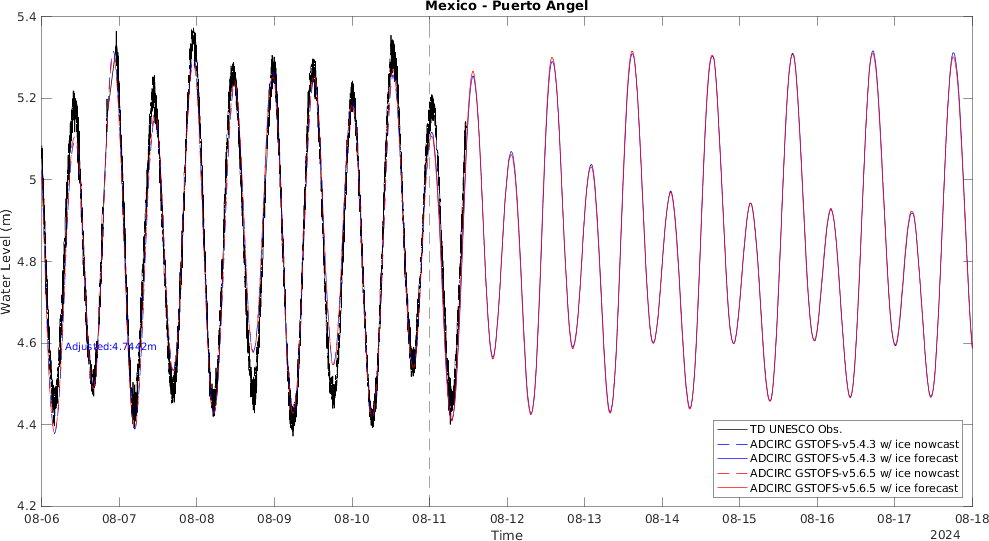 Mexico - Puerto Angel
5.4
5.2
5
4.8
4.6
4.4
4.2
Water Level (m)
Adjusted:4.7442m
TD UNESCO Obs.
ADCIRC GSTOFS-v5.4.3 w/ ice nowcast
ADCIRC GSTOFS-v5.4.3 w/ ice forecast
ADCIRC GSTOFS-v5.6.5 w/ ice nowcast
ADCIRC GSTOFS-v5.6.5 w/ ice forecast
08-06 08-07 08-08 08-09 08-10 08-11 08-12 08-13 08-14 08-15 08-16 08-17 08-18
Time
2024